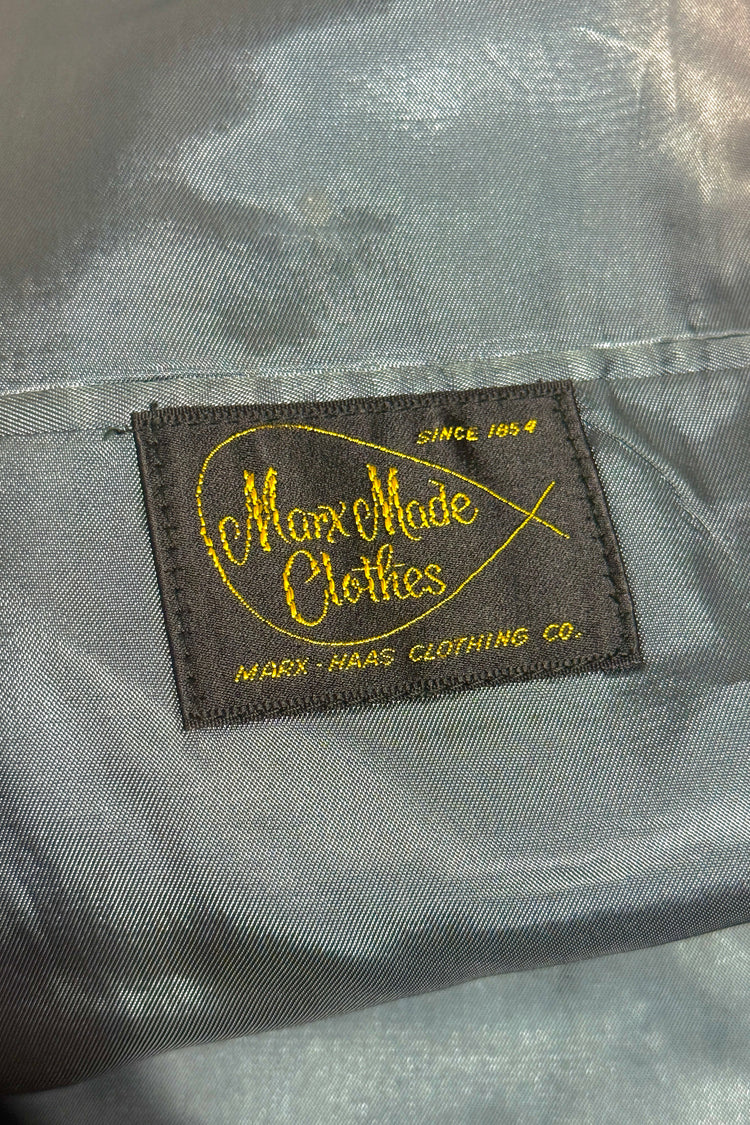 SINCE 1854
Marx Made
Clothes
MARX-HAAS CLOTHING CO.